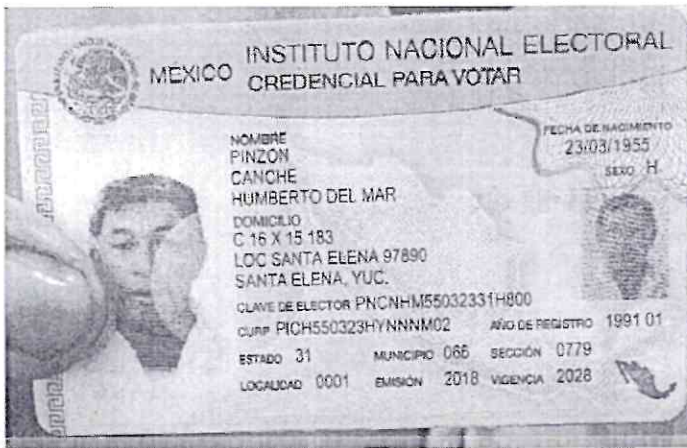 MÉXICO INSTITUTO NACIONAL ELECTORAL
CREDENCIAL PARA VOTAR
NOMBRE
PINZON
CANCHE
HUMBERTO DEL MAR
FECHA DE NACIMIENTO
23/03/1955
SEXO H
DOMICILIO
C 16 X 15 183
LOC SANTA ELENA 97890
SANTA ELENA, YUC.
CLAVE DE ELECTOR PNCNHM55032331H800
CURP PICH550323HYNNNM02 AÑO DE REGISTRO 1991 01
ESTADO 31 MUNICIPIO 066 SECCIÓN 0779
LOCALIDAD 0001 EMISIÓN 2018 VIGENCIA 2028